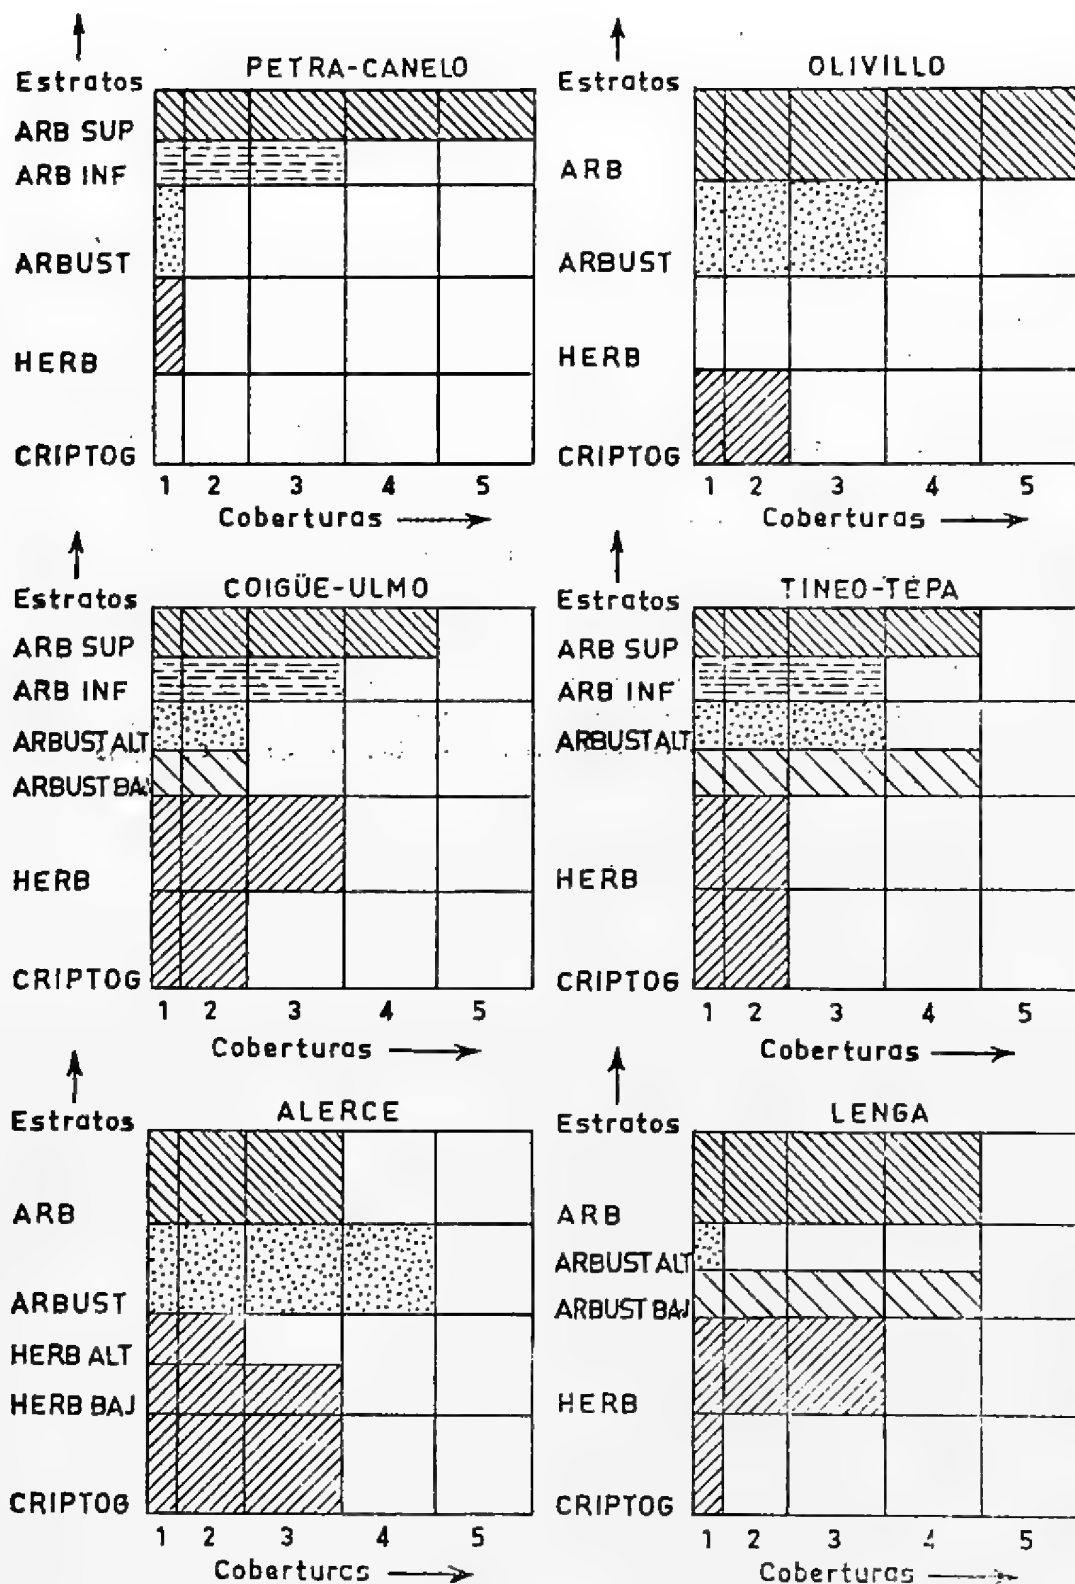 PETRA-CANELO
Estratos
ARB SUP
ARB INF
ARBUST
HERB
CRIPTOG
1 2 3 4 5
Coberturas
OLIVILLO
Estratos
ARB
ARBUST
HERB
CRIPTOG
1 2 3 4 5
Coberturas
COIGÜE-ULMO
Estratos
ARB SUP
ARB INF
ARBUST ALT
ARBUST BAJ
HERB
CRIPTOG
1 2 3 4 5
Coberturas
TINEO-TEPA
Estratos
ARB SUP
ARB INF
ARBUST ALT
ARBUST BAJ
HERB
CRIPTOG
1 2 3 4 5
Coberturas
ALERCE
Estratos
ARB
ARBUST
HERB ALT
HERB BAJ
CRIPTOG
1 2 3 4 5
Coberturas
LENGA
Estratos
ARB
ARBUST ALT
ARBUST BAJ
HERB
CRIPTOG
1 2 3 4 5
Coberturas